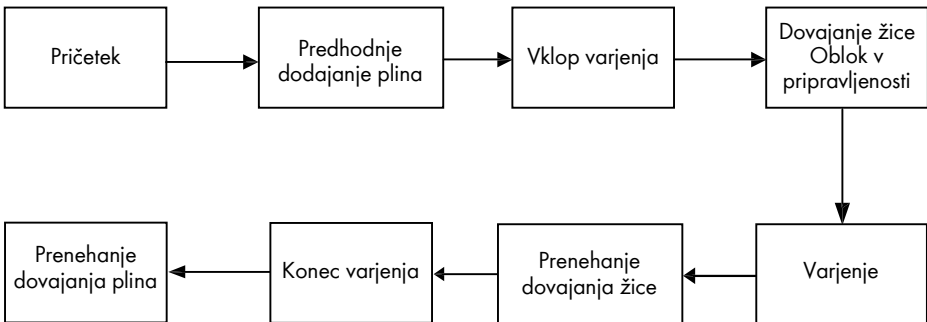 Pričetek
Predhodnje
dodajanje plina
Vklop varjenja
Dovajanje žice
Oblok v
pripravljenosti
Varjenje
Prenehanje
dovajanja žice
Konec varjenja
Prenehanje
dovajanja plina